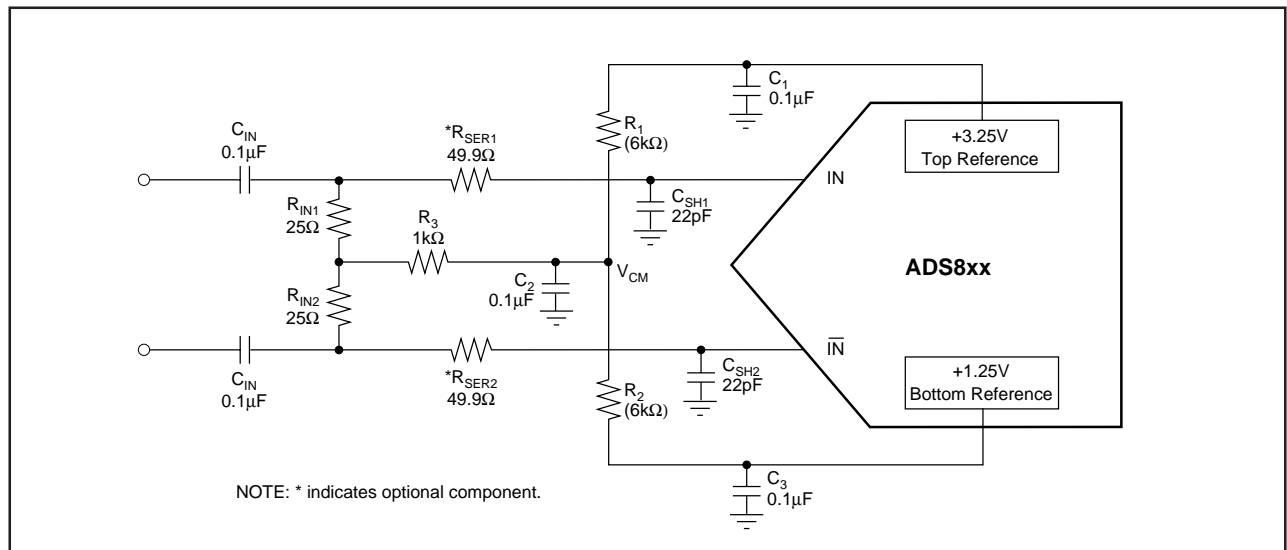 C1
0.1μF
CIN
0.1μF
*RSER1
49.9Ω
R1
(6kΩ)
+3.25V
Top Reference
IN
RIN1
25Ω
R3
1kΩ
CSH1
22pF
ADS8xx
VCM
C2
0.1μF
RIN2
25Ω
IN
CIN
0.1μF
*RSER2
49.9Ω
CSH2
22pF
R2
(6kΩ)
+1.25V
Bottom Reference
C3
0.1μF
NOTE: * indicates optional component.